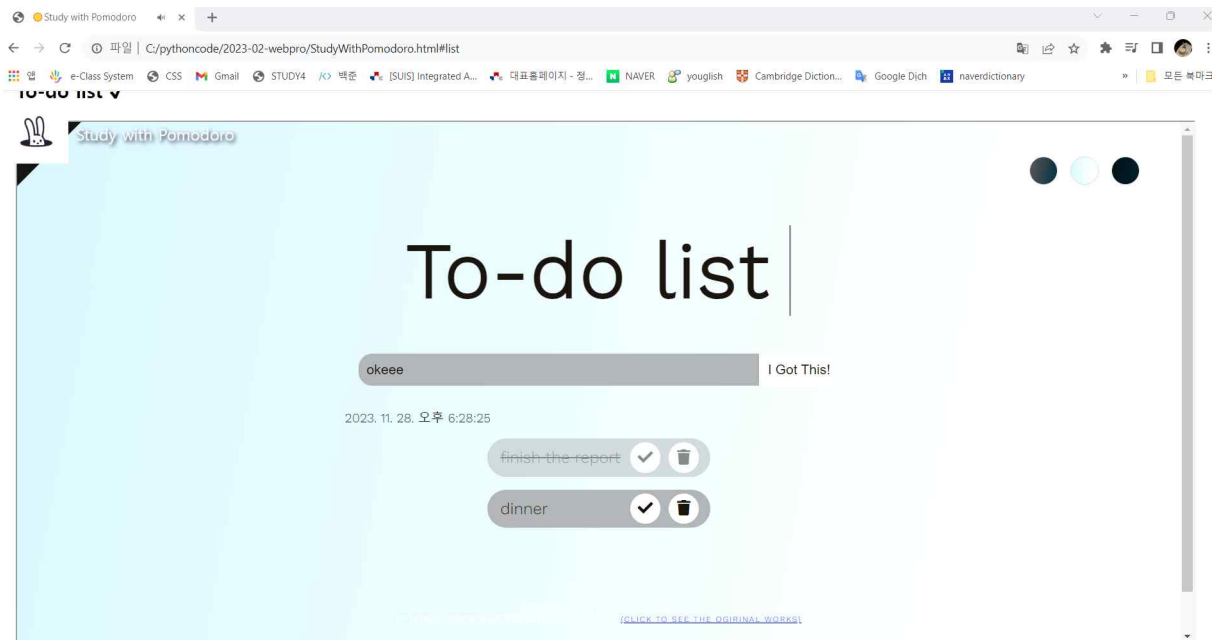 Study with Pomodoro
파일 C:/pythoncode/2023-02-webpro/StudyWithPomodoro.html#list
앱 e-Class System CSS M Gmail STUDY4 </> 백준 [SUIS] Integrated A... 대표홈페이지 - 정... N NAVER youglish Cambridge Diction... Google Dịch naverdictionary » 모든 북마크
To-do list
Study with Pomodoro
To-do list
okeee I Got This!
2023. 11. 28. 오후 6:28:25
finish the report
dinner
(CLICK TO SEE THE OGIRINAL WORKS)